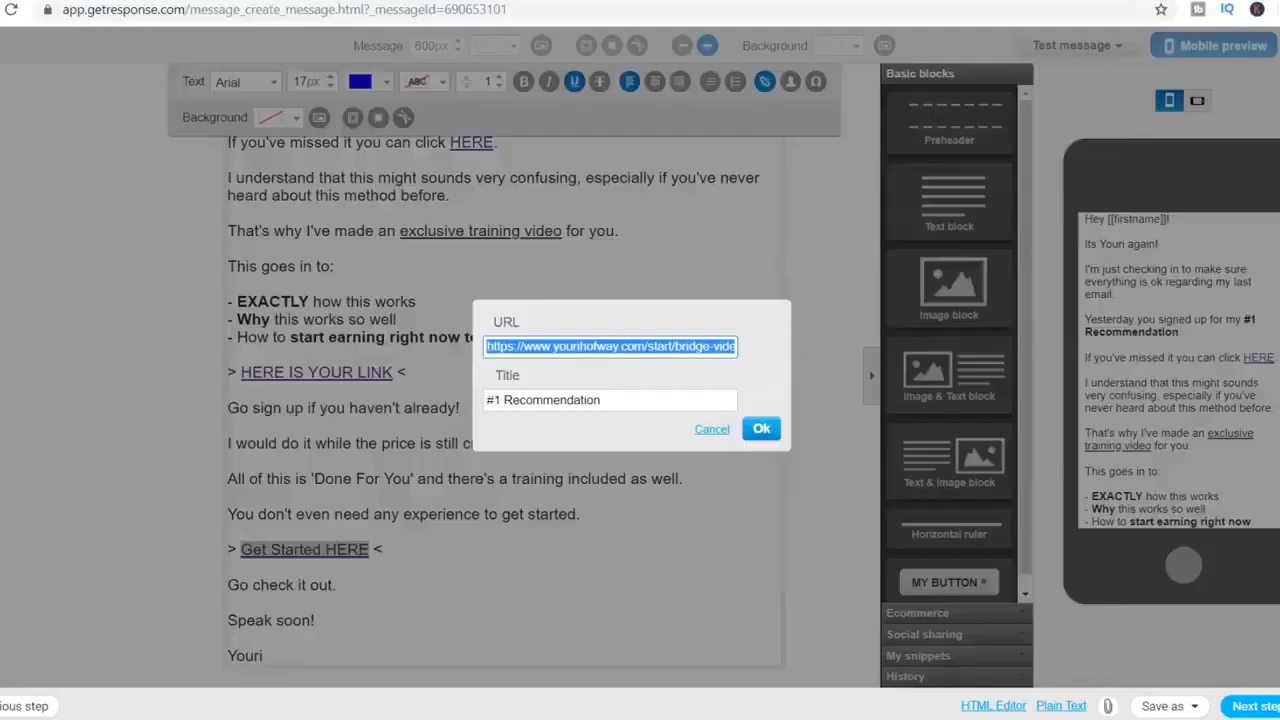 app.getresponse.com/message_create_message.html?_messageId=690653101
Message 600px Background Test message Mobile preview
Text Arial 17px ABC 1 B I U T Ω
Background
If you've missed it you can click HERE.
I understand that this might sounds very confusing, especially if you've never
heard about this method before.
That's why I've made an exclusive training video for you.
This goes in to:
- EXACTLY how this works
- Why this works so well
- How to start earning right now
> HERE IS YOUR LINK <
Go sign up if you haven't already!
I would do it while the price is still
All of this is 'Done For You' and there's a training included as well.
You don't even need any experience to get started.
> Get Started HERE <
Go check it out.
Speak soon!
Youri
URL
https://www.yourihofway.com/start/bridge-vide
Title
#1 Recommendation
Cancel Ok
Basic blocks
Preheader
Text block
Image block
Image & Text block
Text & Image block
Horizontal ruler
MY BUTTON »
Ecommerce
Social sharing
My snippets
History
Hey [[firstname]]!
Its Youri again!
I'm just checking in to make sure
everything is ok regarding my last
email.
Yesterday you signed up for my #1
Recommendation
If you've missed it you can click HERE.
I understand that this might sounds
very confusing, especially if you've
never heard about this method before.
That's why I've made an exclusive
training video for you
This goes in to:
- EXACTLY how this works
- Why this works so well
- How to start earning right now
ious step HTML Editor Plain Text Save as Next step